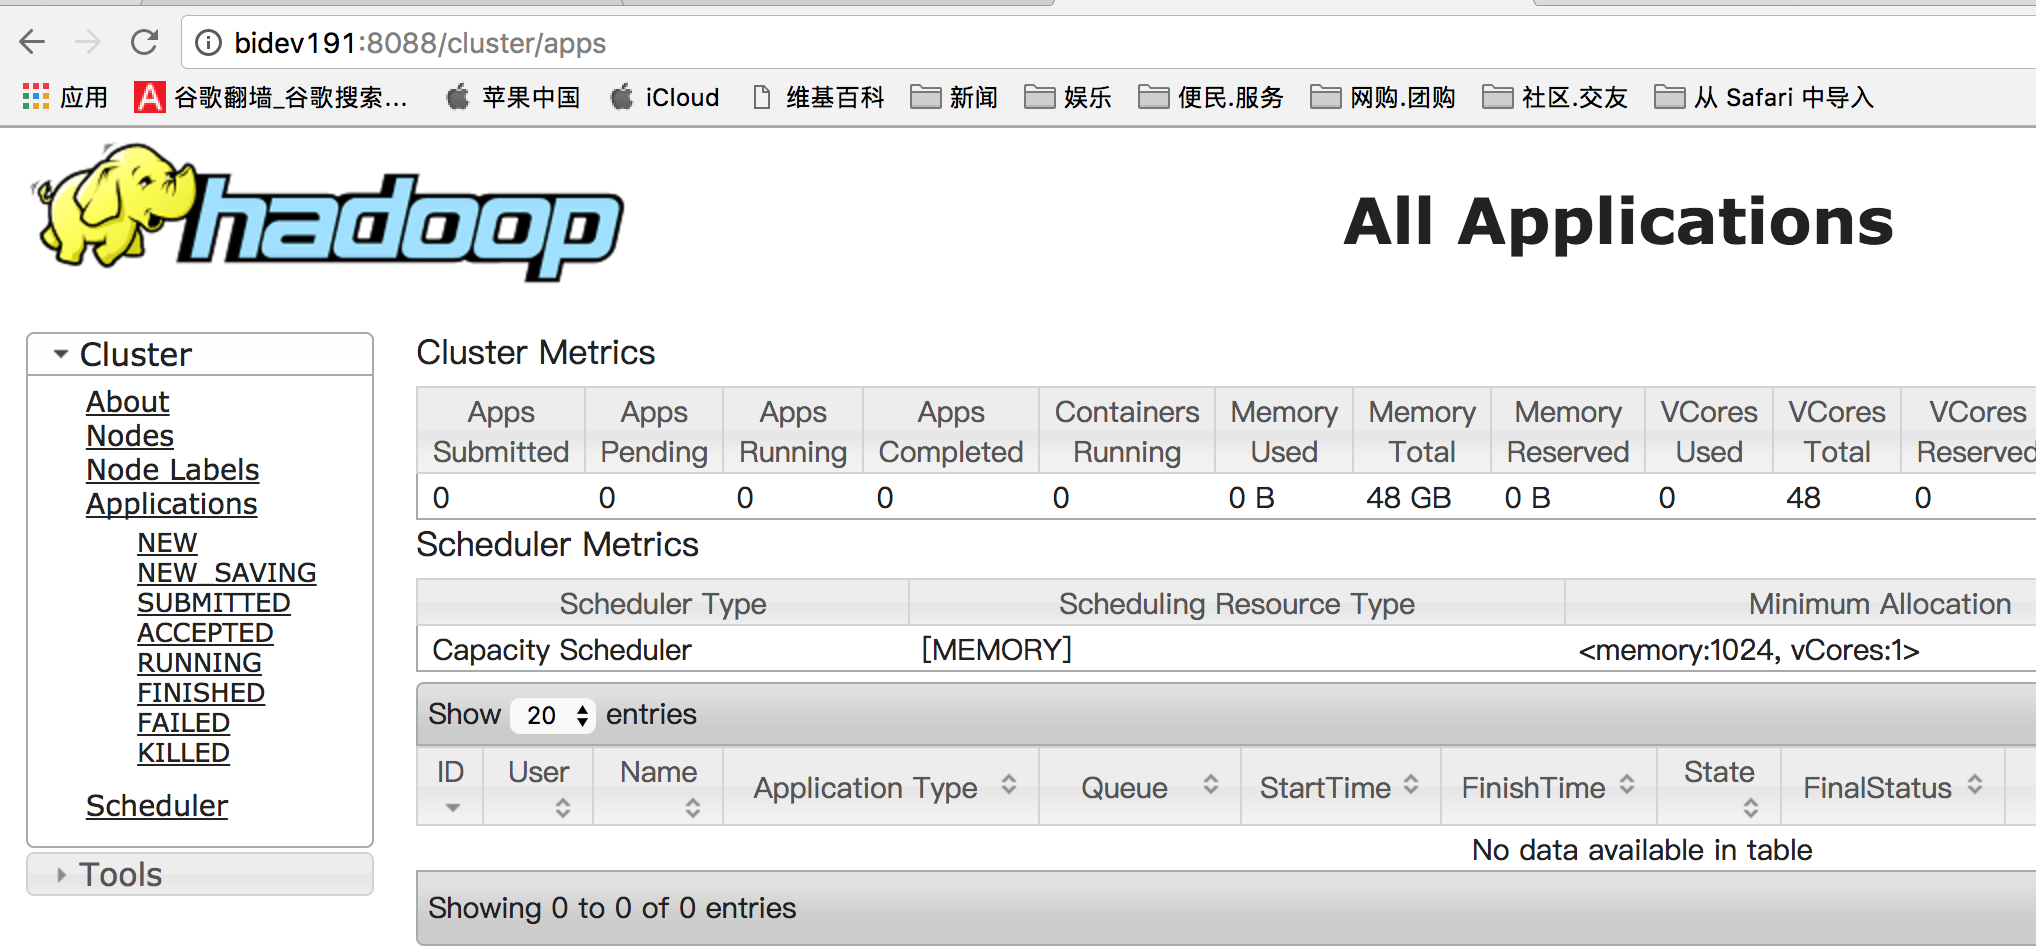 bidev191:8088/cluster/apps
应用 谷歌翻墙_谷歌搜索... 苹果中国 iCloud 维基百科 新闻 娱乐 便民.服务 网购.团购 社区.交友 从 Safari 中导入
hadoop
All Applications
Cluster
About
Nodes
Node Labels
Applications
NEW
NEW_SAVING
SUBMITTED
ACCEPTED
RUNNING
FINISHED
FAILED
KILLED
Scheduler
Tools
Cluster Metrics
Apps Submitted Apps Pending Apps Running Apps Completed Containers Running Memory Used Memory Total Memory Reserved VCores Used VCores Total VCores Reserved
0 0 0 0 0 0 B 48 GB 0 B 0 48 0
Scheduler Metrics
Scheduler Type Scheduling Resource Type Minimum Allocation
Capacity Scheduler [MEMORY] <memory:1024, vCores:1>
Show 20 entries
ID User Name Application Type Queue StartTime FinishTime State FinalStatus
No data available in table
Showing 0 to 0 of 0 entries